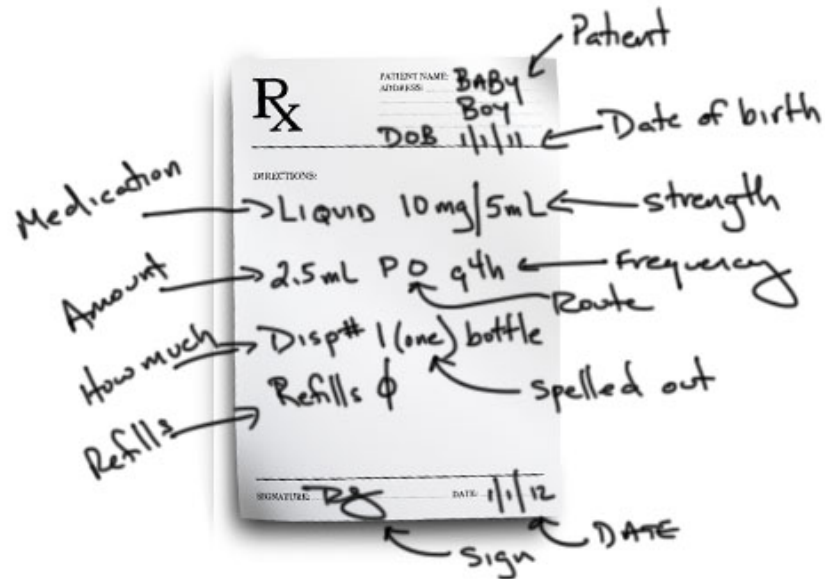 Patient
Rx
PATIENT NAME: BABY
ADDRESS: BOY
DOB 1/1/11
Date of birth
DIRECTIONS:
Medication
LIQUID 10mg/5mL
strength
Amount
2.5mL PO q4h
Frequency
Route
How much
Disp# 1 (one) bottle
Spelled out
Refills
Refills ϕ
SIGNATURE:
DATE: 1/1/12
Sign
DATE